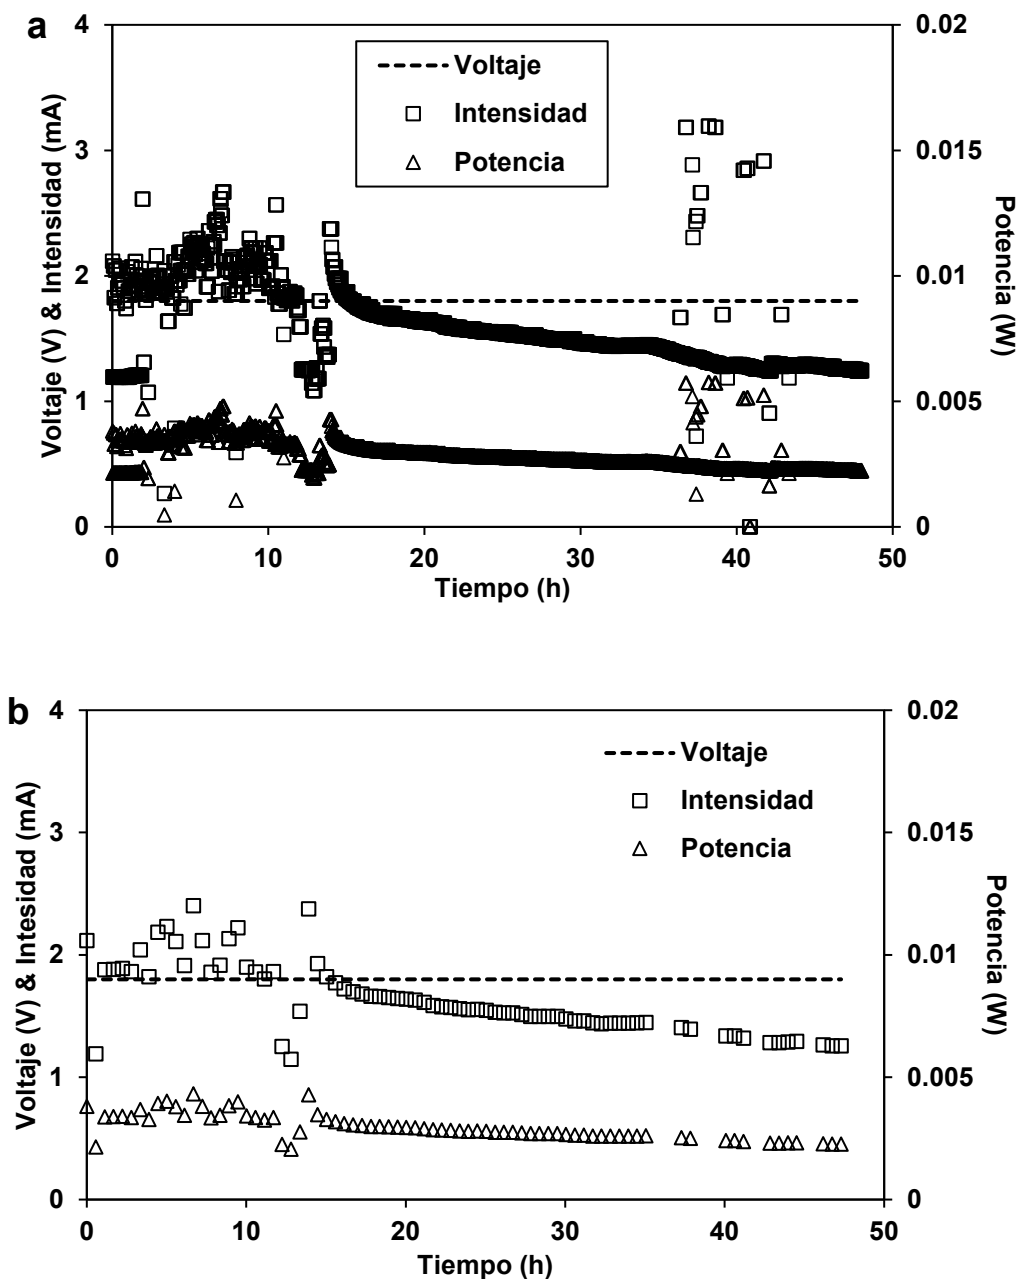 a
Voltaje (V) & Intensidad (mA)
4
3
2
1
0
Voltaje
Intensidad
Potencia
0.02
0.015
0.01
0.005
0
Potencia (W)
0 10 20 30 40 50
Tiempo (h)
b
Voltaje (V) & Intesidad (mA)
4
3
2
1
0
Voltaje
Intensidad
Potencia
0.02
0.015
0.01
0.005
0
Potencia (W)
0 10 20 30 40 50
Tiempo (h)